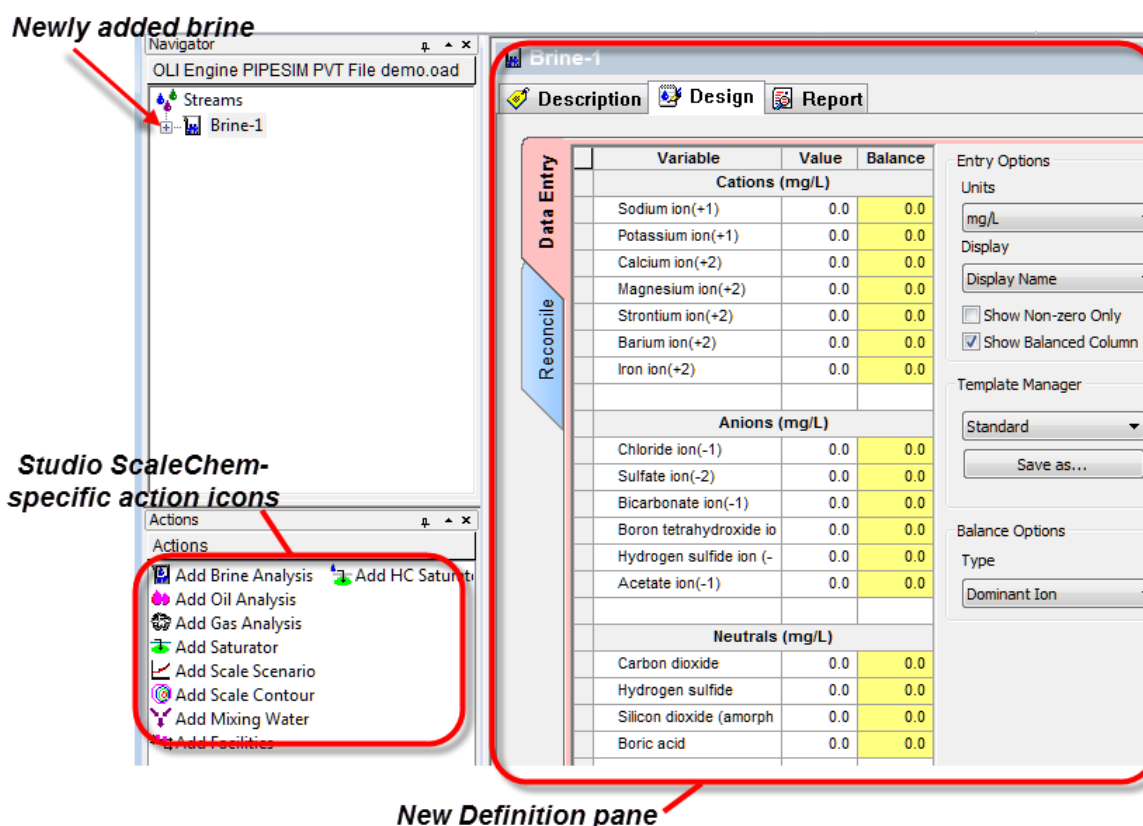 Newly added brine
Navigator
OLI Engine PIPESIM PVT File demo.oad
Streams
Brine-1
Studio ScaleChem-
specific action icons
Actions
Actions
Add Brine Analysis Add HC Saturat
Add Oil Analysis
Add Gas Analysis
Add Saturator
Add Scale Scenario
Add Scale Contour
Add Mixing Water
Add Facilities
Brine-1
Description Design Report
Data Entry
Reconcile
Variable Value Balance
Cations (mg/L)
Sodium ion(+1) 0.0 0.0
Potassium ion(+1) 0.0 0.0
Calcium ion(+2) 0.0 0.0
Magnesium ion(+2) 0.0 0.0
Strontium ion(+2) 0.0 0.0
Barium ion(+2) 0.0 0.0
Iron ion(+2) 0.0 0.0
Anions (mg/L)
Chloride ion(-1) 0.0 0.0
Sulfate ion(-2) 0.0 0.0
Bicarbonate ion(-1) 0.0 0.0
Boron tetrahydroxide io 0.0 0.0
Hydrogen sulfide ion (- 0.0 0.0
Acetate ion(-1) 0.0 0.0
Neutrals (mg/L)
Carbon dioxide 0.0 0.0
Hydrogen sulfide 0.0 0.0
Silicon dioxide (amorph 0.0 0.0
Boric acid 0.0 0.0
Entry Options
Units
mg/L
Display
Display Name
Show Non-zero Only
Show Balanced Column
Template Manager
Standard
Save as...
Balance Options
Type
Dominant Ion
New Definition pane